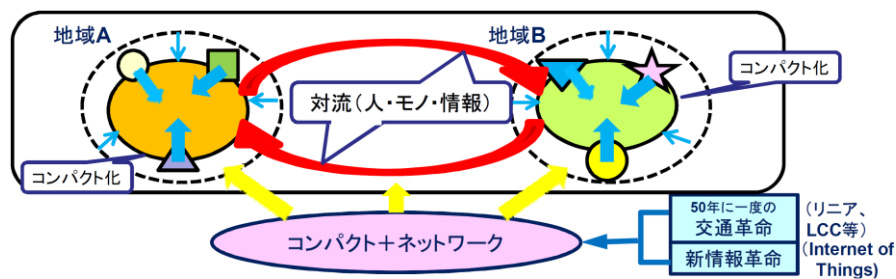 地域A
地域B
コンパクト化
対流(人・モノ・情報)
コンパクト化
50年に一度の
交通革命
(リニア、
LCC等)
コンパクト+ネットワーク
新情報革命
(Internet of
Things)